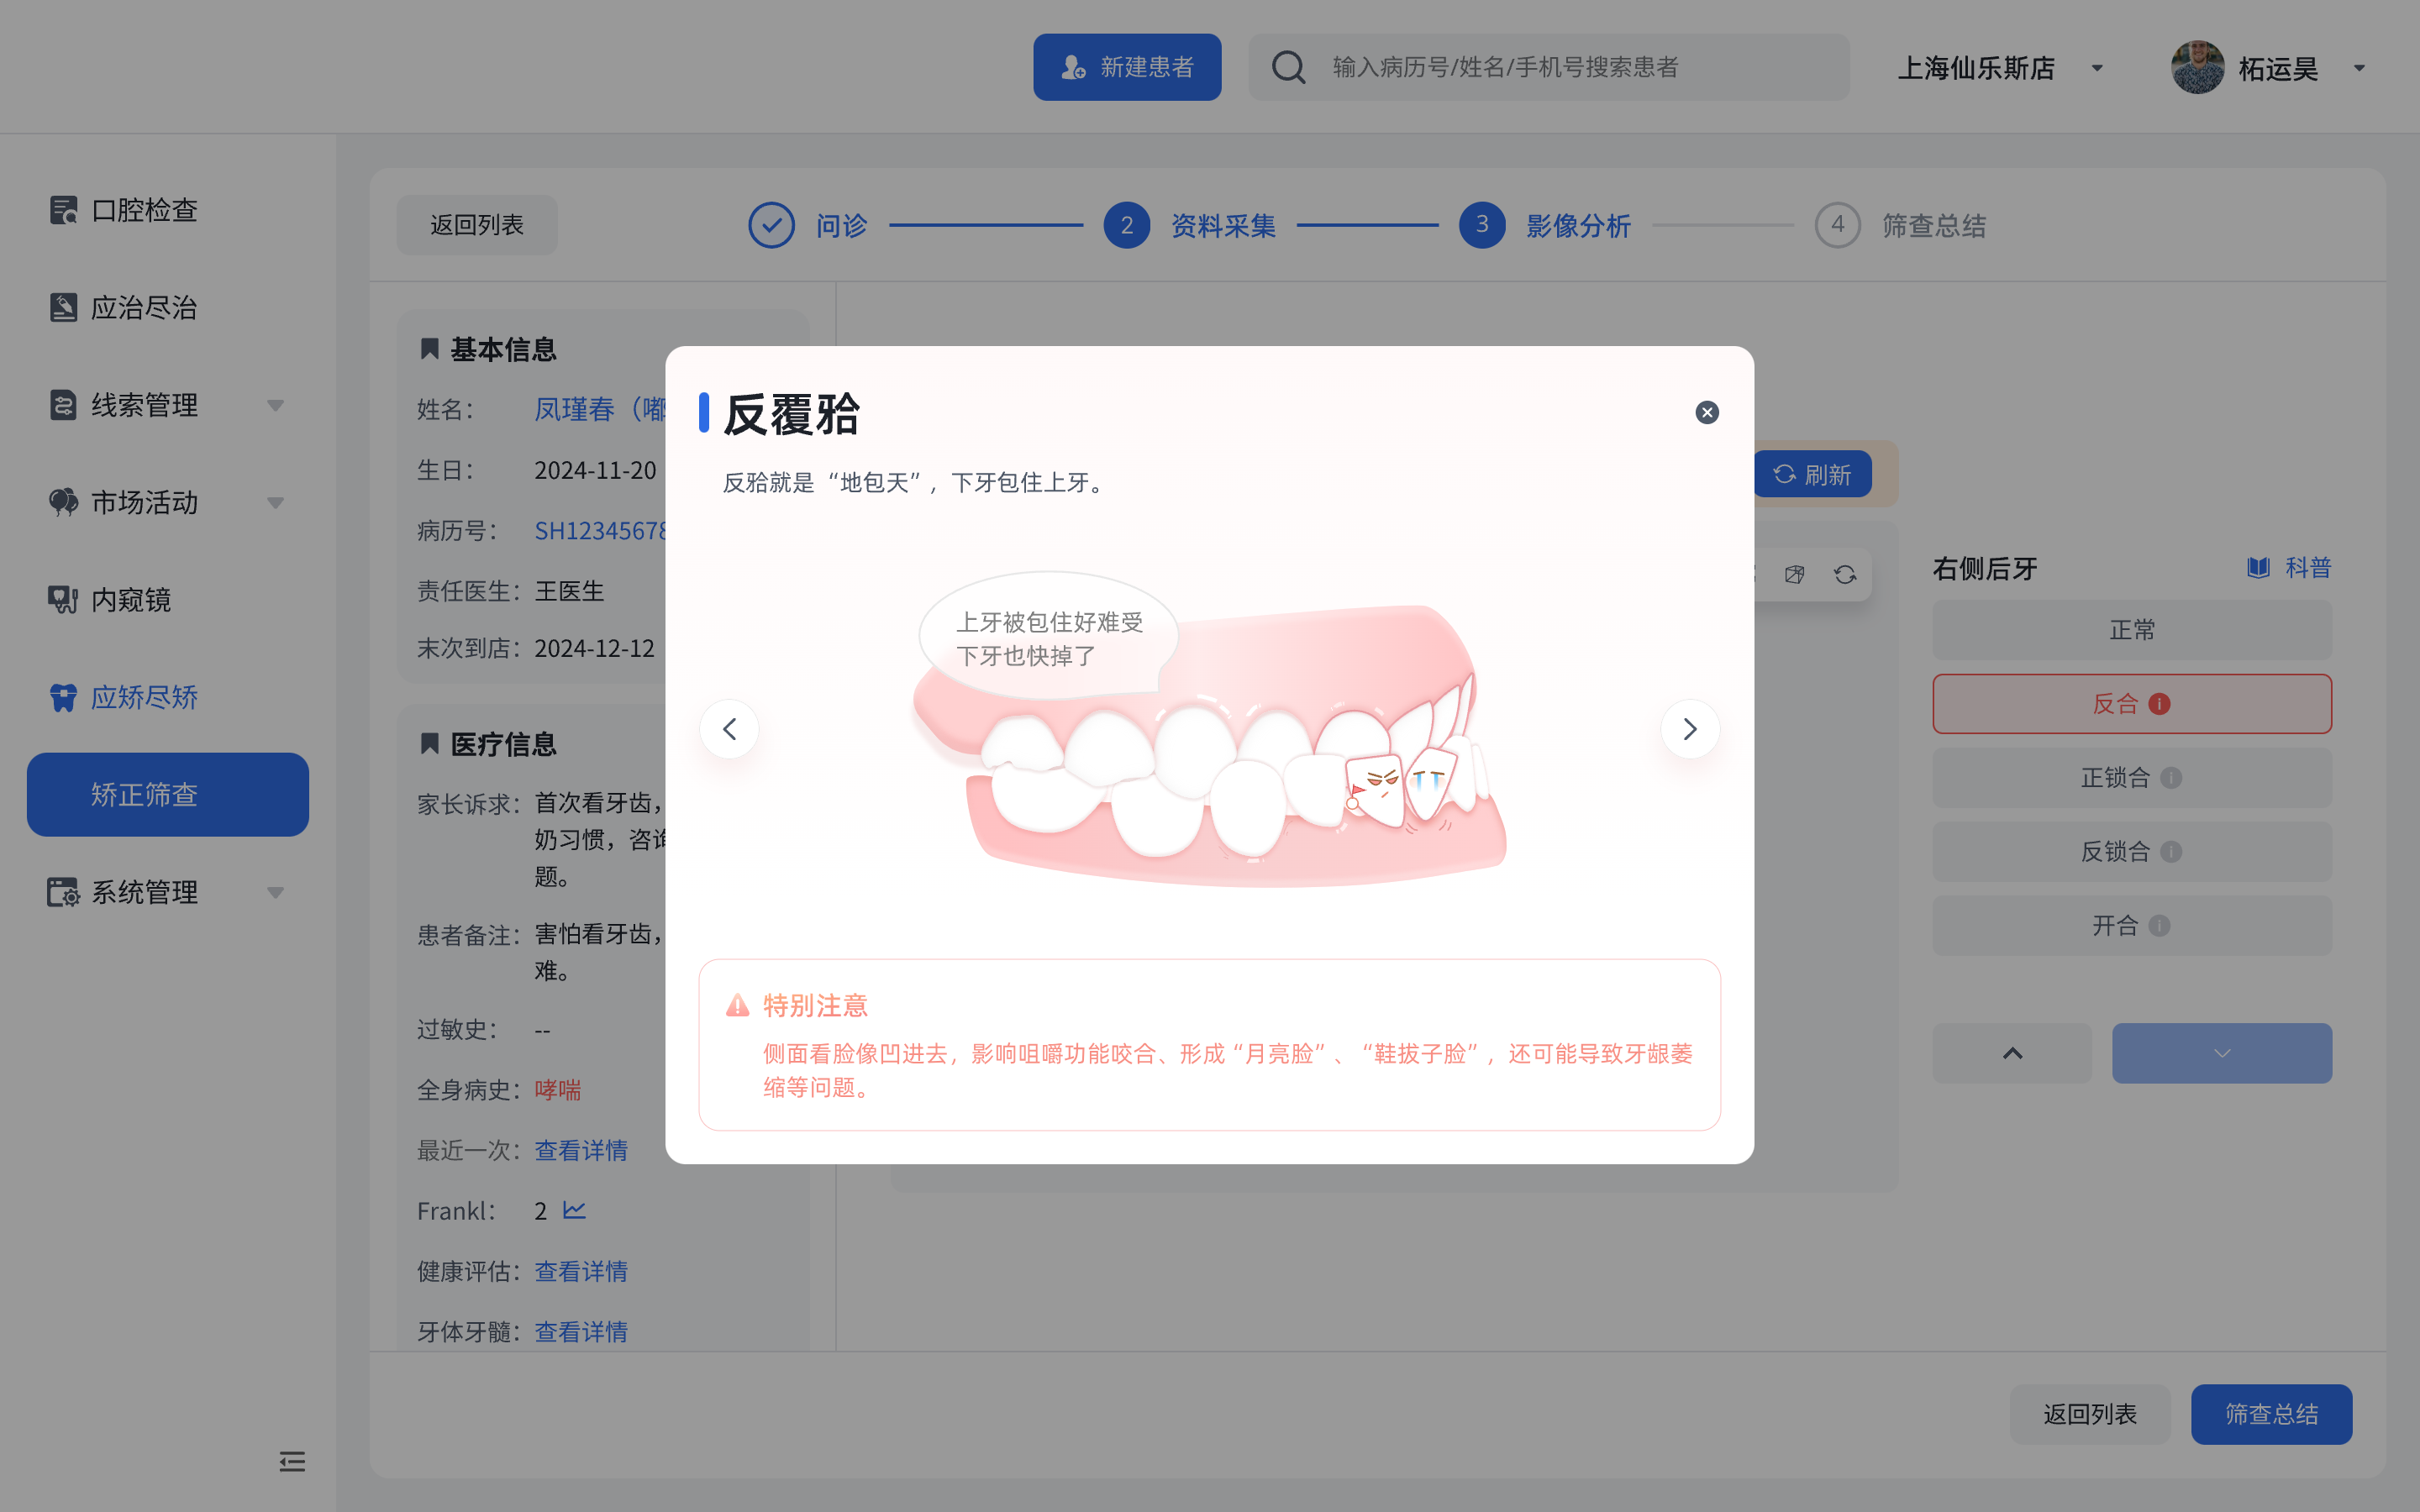 新建患者
输入病历号/姓名/手机号搜索患者
上海仙乐斯店
柘运昊
口腔检查
应治尽治
线索管理
市场活动
内窥镜
应矫尽矫
矫正筛查
系统管理
返回列表
问诊
2 资料采集
3 影像分析
4 筛查总结
基本信息
姓名： 凤瑾春（嘟
生日： 2024-11-20
病历号： SH12345678
责任医生： 王医生
末次到店： 2024-12-12
医疗信息
家长诉求： 首次看牙齿，
奶习惯，咨询
题。
患者备注： 害怕看牙齿，
难。
过敏史： --
全身病史： 哮喘
最近一次： 查看详情
Frankl： 2
健康评估： 查看详情
牙体牙髓： 查看详情
反覆𬌗
反𬌗就是“地包天”，下牙包住上牙。
上牙被包住好难受
下牙也快掉了
特别注意
侧面看脸像凹进去，影响咀嚼功能咬合、形成“月亮脸”、“鞋拔子脸”，还可能导致牙龈萎
缩等问题。
刷新
右侧后牙
科普
正常
反合
正锁合
反锁合
开合
返回列表
筛查总结